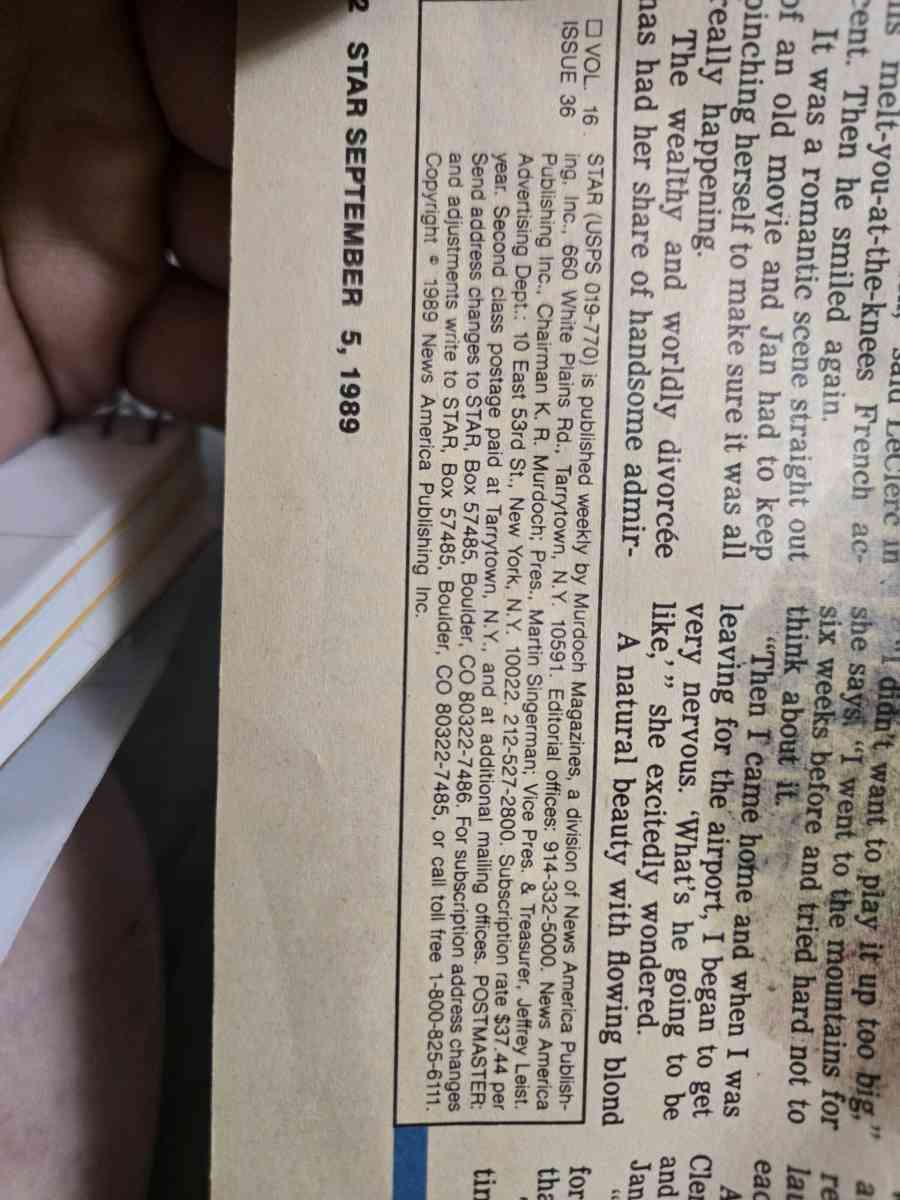 melt-you-at-the-knees French ac-
cent. Then he smiled again.
It was a romantic scene straight out
of an old movie and Jan had to keep
pinching herself to make sure it was all
really happening.
The wealthy and worldly divorcée
has had her share of handsome admir-
said LeClerc in
"I didn't want to play it up too big,"
she says. "I went to the mountains for
six weeks before and tried hard not to
think about it.
"Then I came home and when I was
leaving for the airport, I began to get
very nervous. 'What's he going to be
like,'" she excitedly wondered.
A natural beauty with flowing blond
for
tha
tin
□ VOL. 16
ISSUE 36
STAR (USPS 019-770) is published weekly by Murdoch Magazines, a division of News America Publish-
ing, Inc., 660 White Plains Rd., Tarrytown, N.Y. 10591. Editorial offices: 914-332-5000. News America
Publishing Inc., Chairman K. R. Murdoch; Pres., Martin Singerman; Vice Pres. & Treasurer, Jeffrey Leist.
Advertising Dept.: 10 East 53rd St., New York, N.Y. 10022. 212-527-2800. Subscription rate $37.44 per
year. Second class postage paid at Tarrytown, N.Y., and at additional mailing offices. POSTMASTER:
Send address changes to STAR, Box 57485, Boulder, CO 80322-7486. For subscription address changes
and adjustments write to STAR, Box 57485, Boulder, CO 80322-7485, or call toll free 1-800-825-6111.
Copyright © 1989 News America Publishing Inc.
2 STAR SEPTEMBER 5, 1989